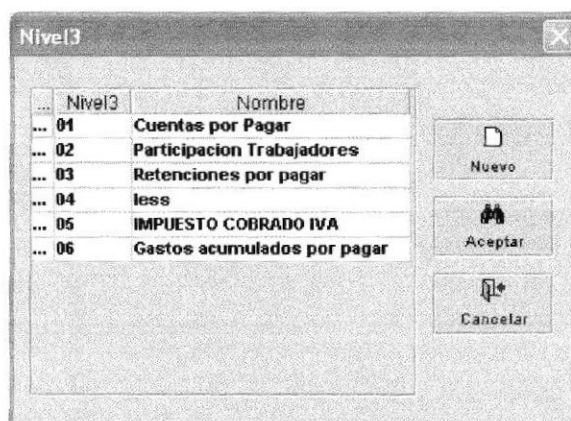 Nivel3
... Nivel3 Nombre
... 01 Cuentas por Pagar
... 02 Participacion Trabajadores
... 03 Retenciones por pagar
... 04 Iess
... 05 IMPUESTO COBRADO IVA
... 06 Gastos acumulados por pagar
Nuevo
Aceptar
Cancelar